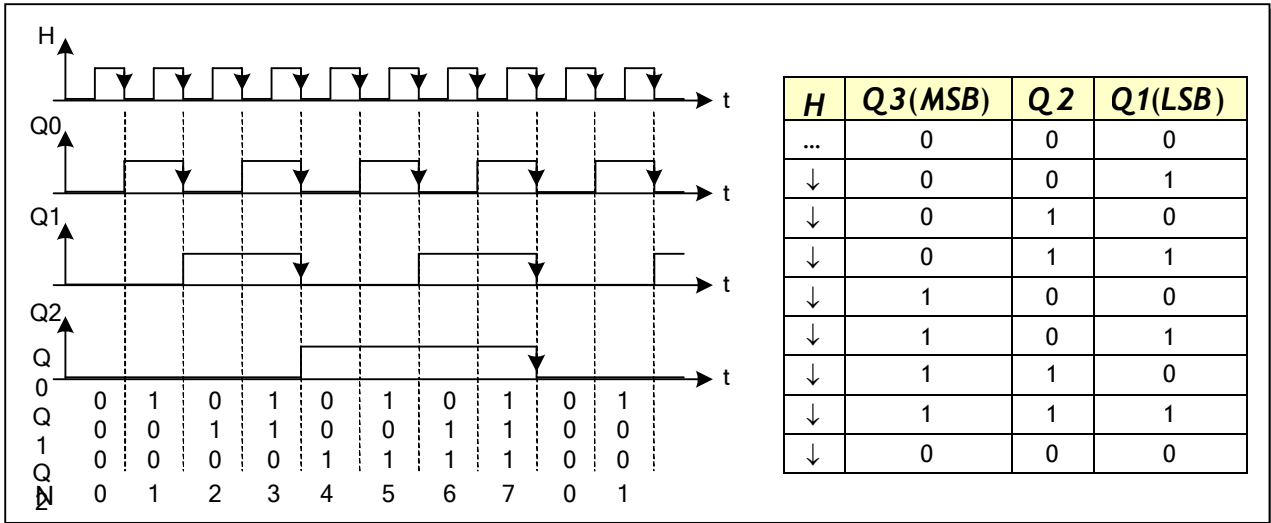 H
t
Q0
t
Q1
t
Q2
t
Q
0 0 1 0 1 0 1 0 1 0 1
Q 0 0 1 1 0 0 1 1 0 0
1 0 0 0 0 1 1 1 1 0 0
Q
2
N 0 1 2 3 4 5 6 7 0 1
H Q3(MSB) Q2 Q1(LSB)
... 0 0 0
↓ 0 0 1
↓ 0 1 0
↓ 0 1 1
↓ 1 0 0
↓ 1 0 1
↓ 1 1 0
↓ 1 1 1
↓ 0 0 0